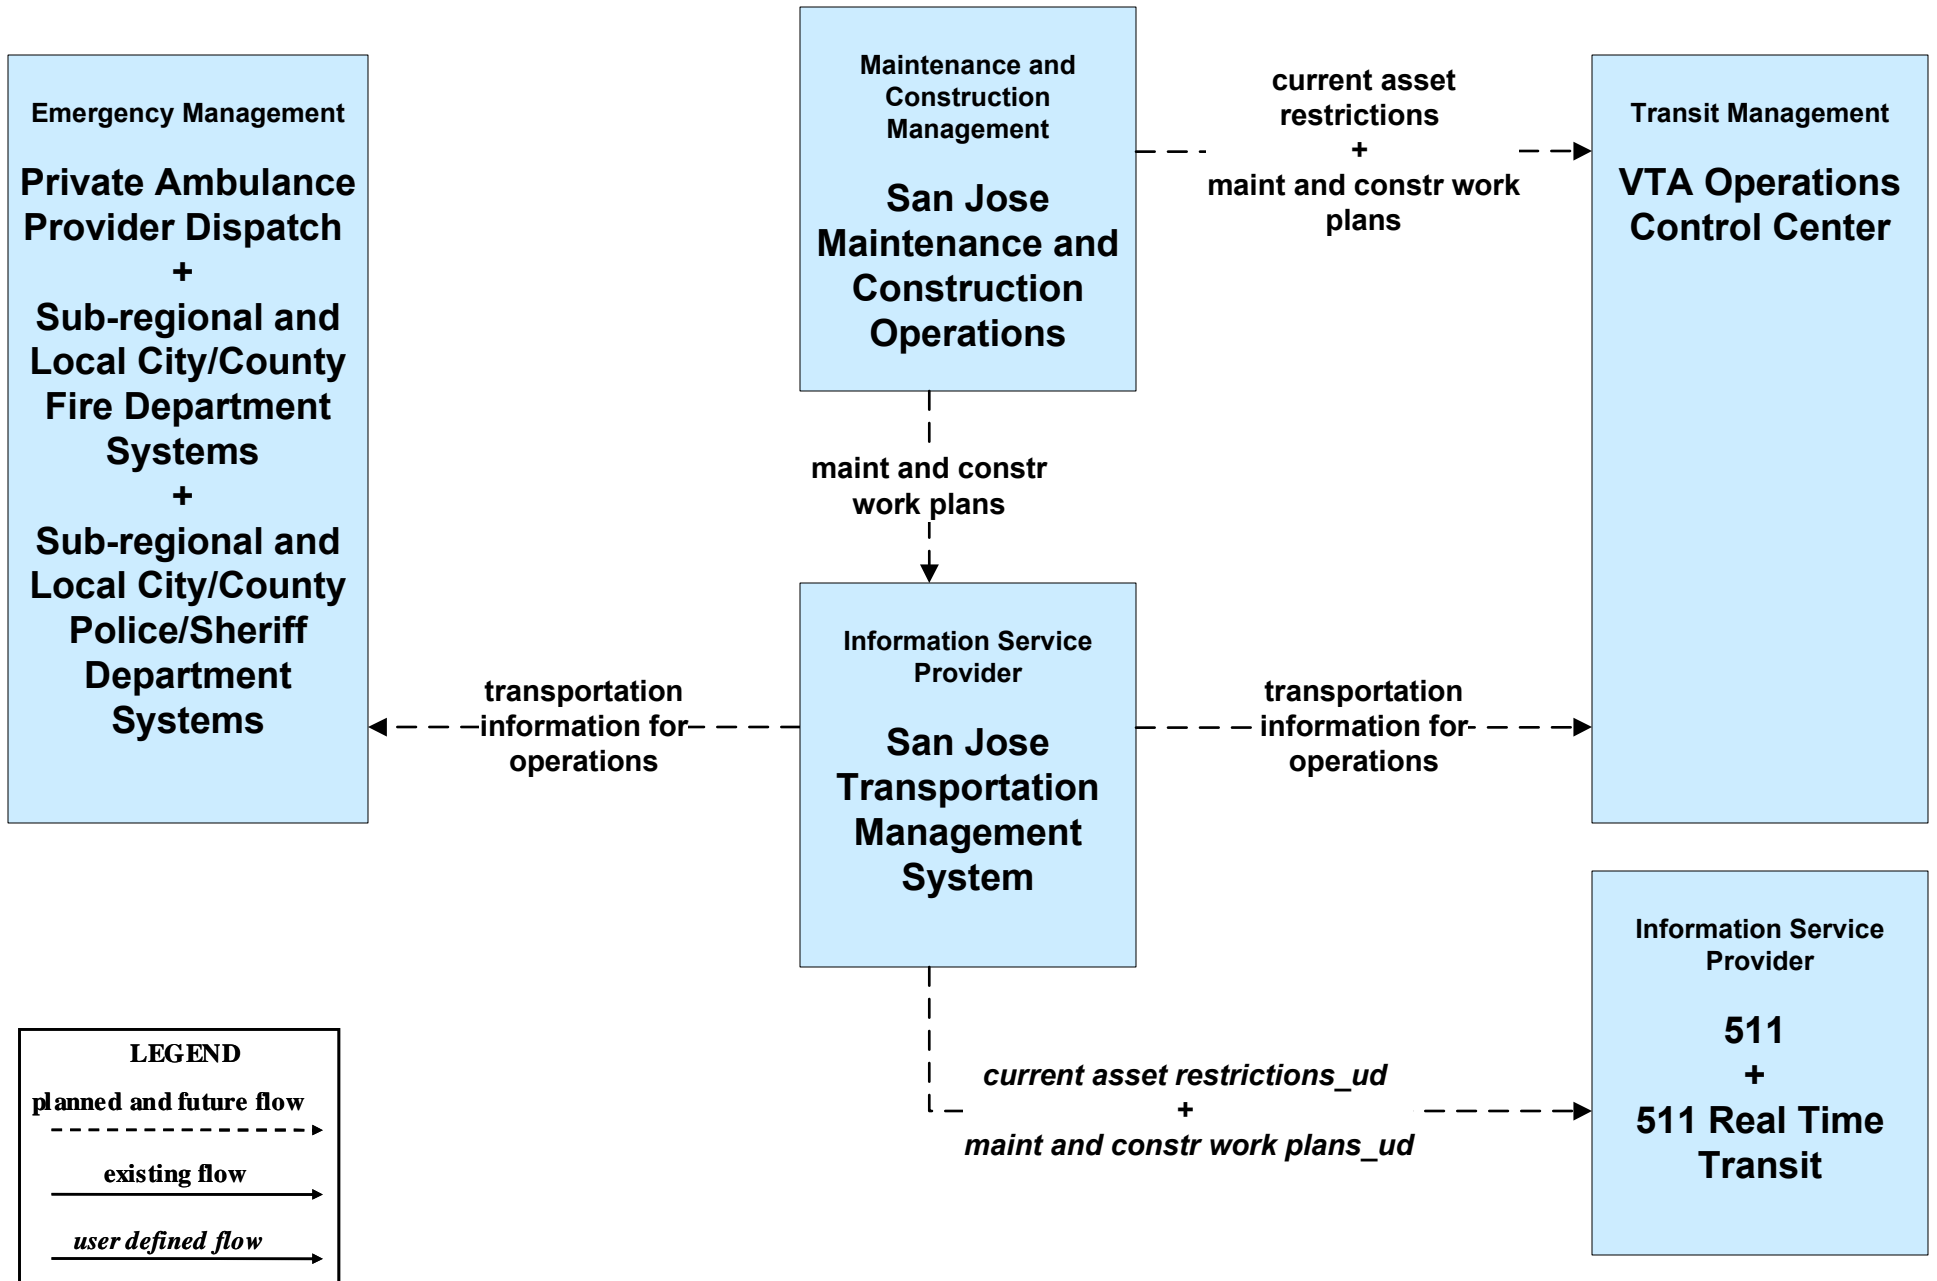 Emergency Management
Private Ambulance
Provider Dispatch
+
Sub-regional and
Local City/County
Fire Department
Systems
+
Sub-regional and
Local City/County
Police/Sheriff
Department
Systems
Maintenance and
Construction
Management
San Jose
Maintenance and
Construction
Operations
current asset
restrictions
+
maint and constr work
plans
Transit Management
VTA Operations
Control Center
maint and constr
work plans
transportation
information for
operations
Information Service
Provider
San Jose
Transportation
Management
System
transportation
information for
operations
Information Service
Provider
511
+
511 Real Time
Transit
current asset restrictions_ud
+
maint and constr work plans_ud
LEGEND
planned and future flow
existing flow
user defined flow